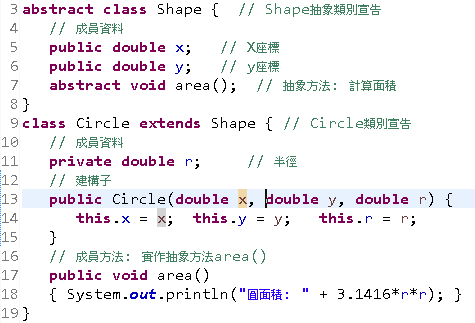 3 abstract class Shape {  // Shape抽象類別宣告
4    // 成員資料
5    public double x;   // X座標
6    public double y;   // y座標
7    abstract void area();  // 抽象方法: 計算面積
8 }
9 class Circle extends Shape { // Circle類別宣告
10    // 成員資料
11    private double r;      // 半徑
12    // 建構子
13    public Circle(double x, double y, double r) {
14       this.x = x;  this.y = y;   this.r = r;
15    }
16    // 成員方法: 實作抽象方法area()
17    public void area()
18    { System.out.println("圓面積: " + 3.1416*r*r); }
19 }